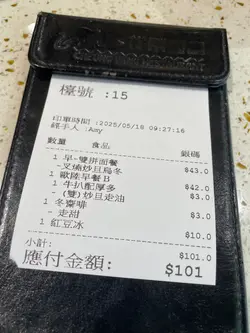 檯號 :15
印單時間 :2025/05/18 09:27:16
經手人 :Asy
數量 食品 銀碼
1 早-雙拼面餐
-叉燒炒旦烏冬 $43.0
1 歐陸早餐B
1 牛扒配厚多 $42.0
- (雙)炒旦走油 $3.0
1 冬齋啡
- 走甜 $3.0
1 紅豆冰 $10.0
小計: $101.0
應付金額: $101